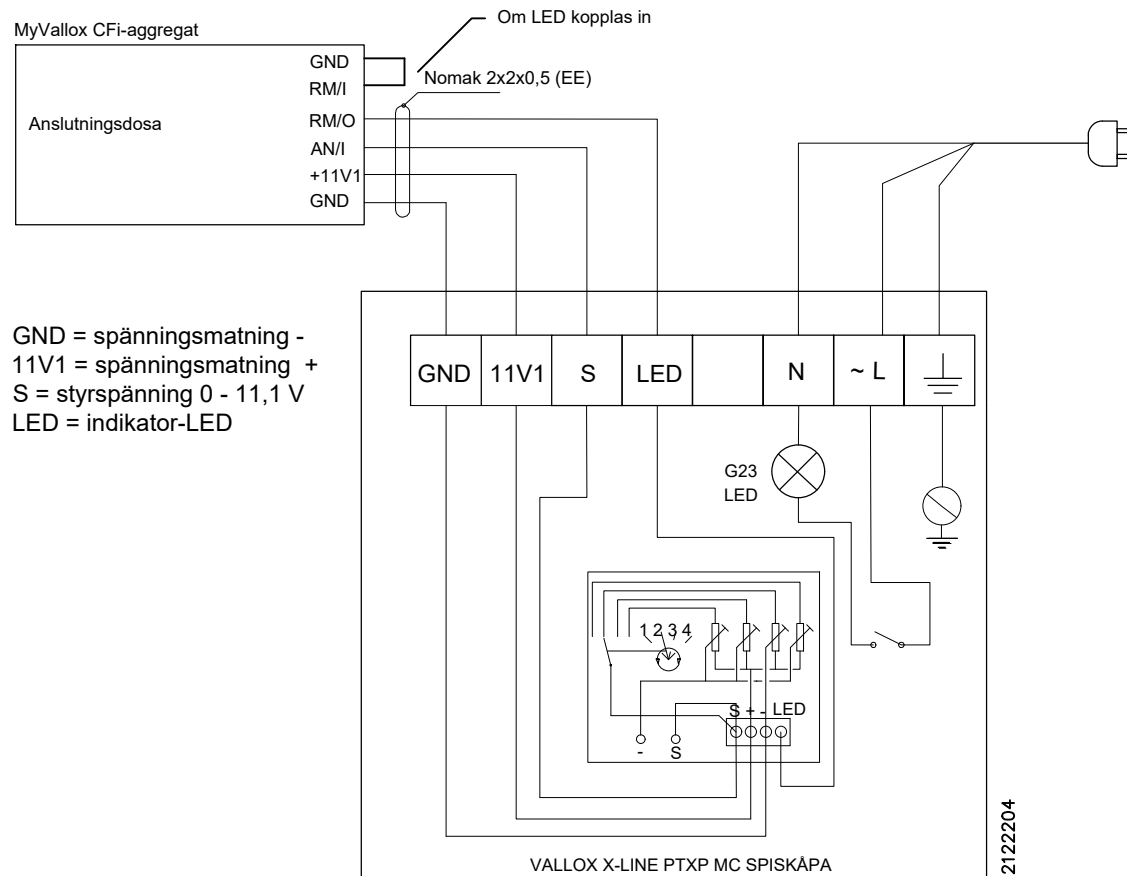 Om LED kopplas in
MyVallox CFi-aggregat
GND
RM/I
Nomak 2x2x0,5 (EE)
Anslutningsdosa
RM/O
AN/I
+11V1
GND
GND = spänningsmatning -
11V1 = spänningsmatning +
S = styrspänning 0 - 11,1 V
LED = indikator-LED
GND 11V1 S LED N ~ L
G23
LED
1 2 3 4
S + - LED
- S
VALLOX X-LINE PTXP MC SPISKÅPA
2122204